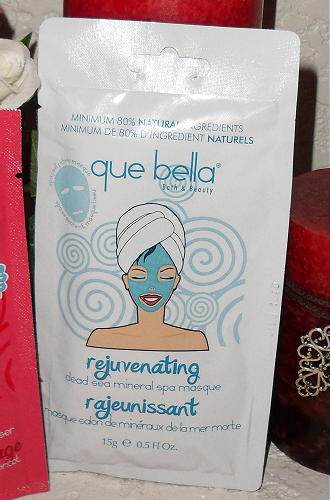 MINIMUM 80% NATURAL INGREDIENTS
MINIMUM DE 80% D'INGREDIENT NATURELS
que bella®
Bath & Beauty
rejuvenating
dead sea mineral spa masque
rajeunissant
masque salon de minéraux de la mer morte
15g e 0.5 Fl Oz.